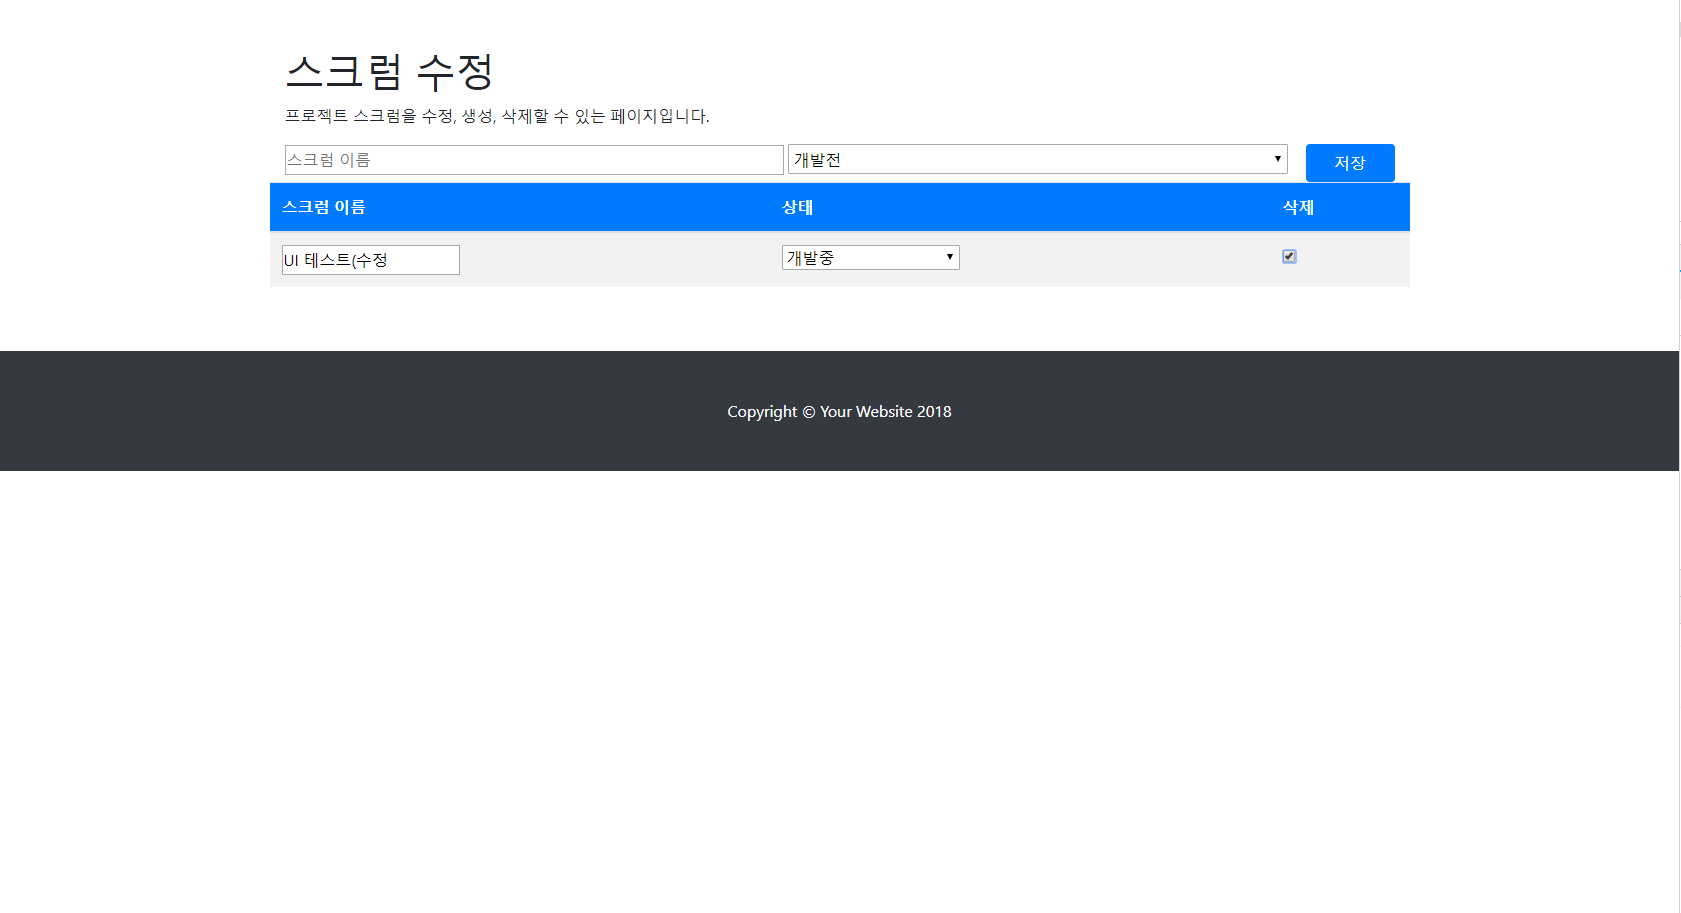 스크럼 수정
프로젝트 스크럼을 수정, 생성, 삭제할 수 있는 페이지입니다.
스크럼 이름 개발전 저장
스크럼 이름 상태 삭제
UI 테스트(수정 개발중
Copyright © Your Website 2018